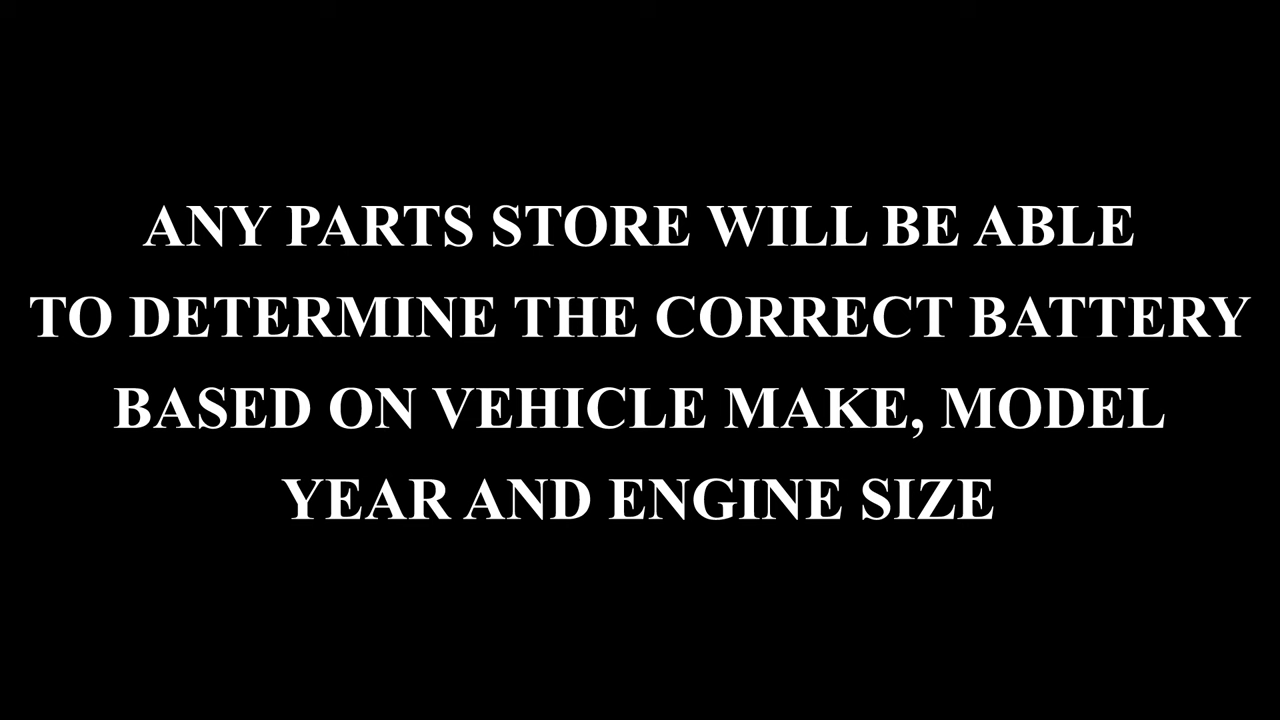 ANY PARTS STORE WILL BE ABLE
TO DETERMINE THE CORRECT BATTERY
BASED ON VEHICLE MAKE, MODEL
YEAR AND ENGINE SIZE